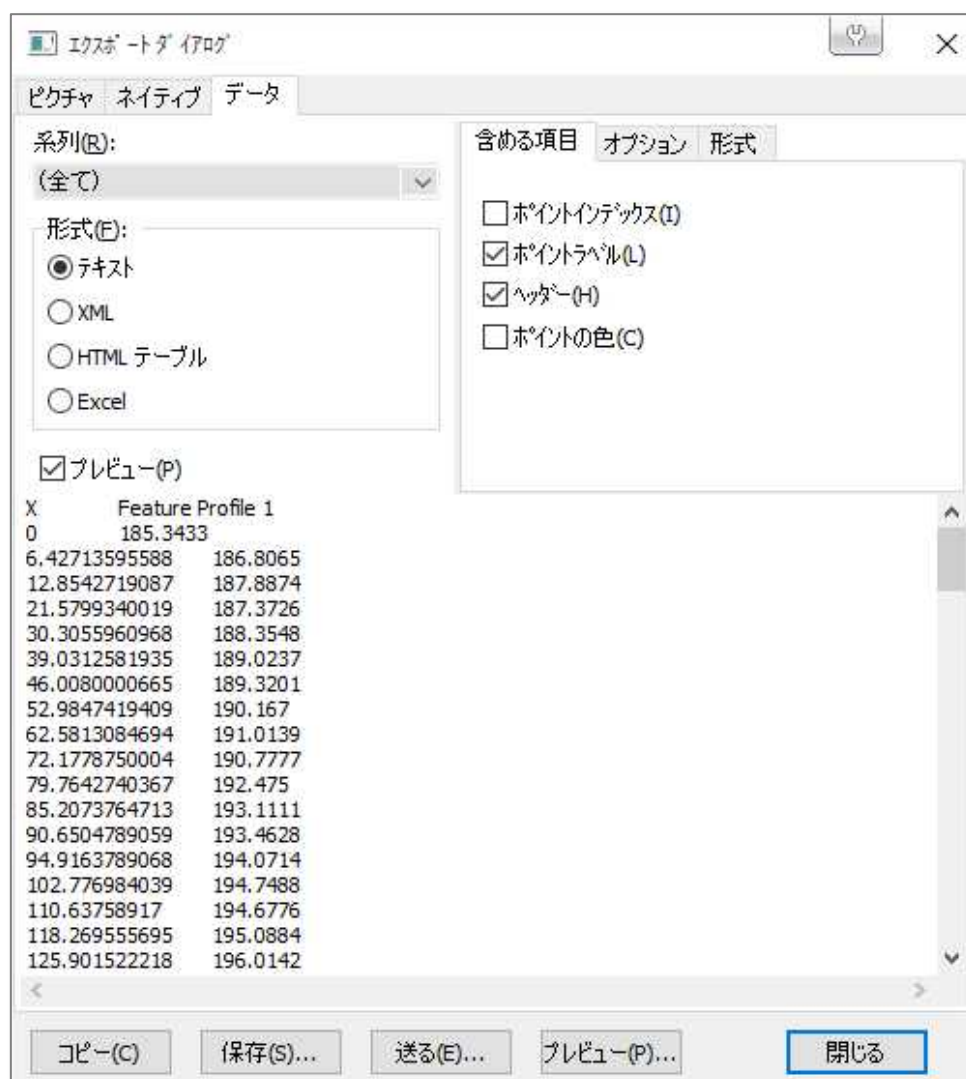 エクスポートダイアログ
ピクチャ ネイティブ データ
系列(R):
(全て)
形式(F):
テキスト
XML
HTML テーブル
Excel
プレビュー(P)
含める項目 オプション 形式
ポイントインデックス(I)
ポイントラベル(L)
ヘッダー(H)
ポイントの色(C)
X Feature Profile 1
0 185.3433
6.42713595588 186.8065
12.8542719087 187.8874
21.5799340019 187.3726
30.3055960968 188.3548
39.0312581935 189.0237
46.0080000665 189.3201
52.9847419409 190.167
62.5813084694 191.0139
72.1778750004 190.7777
79.7642740367 192.475
85.2073764713 193.1111
90.6504789059 193.4628
94.9163789068 194.0714
102.776984039 194.7488
110.63758917 194.6776
118.269555695 195.0884
125.901522218 196.0142
コピー(C) 保存(S)... 送る(E)... プレビュー(P)... 閉じる